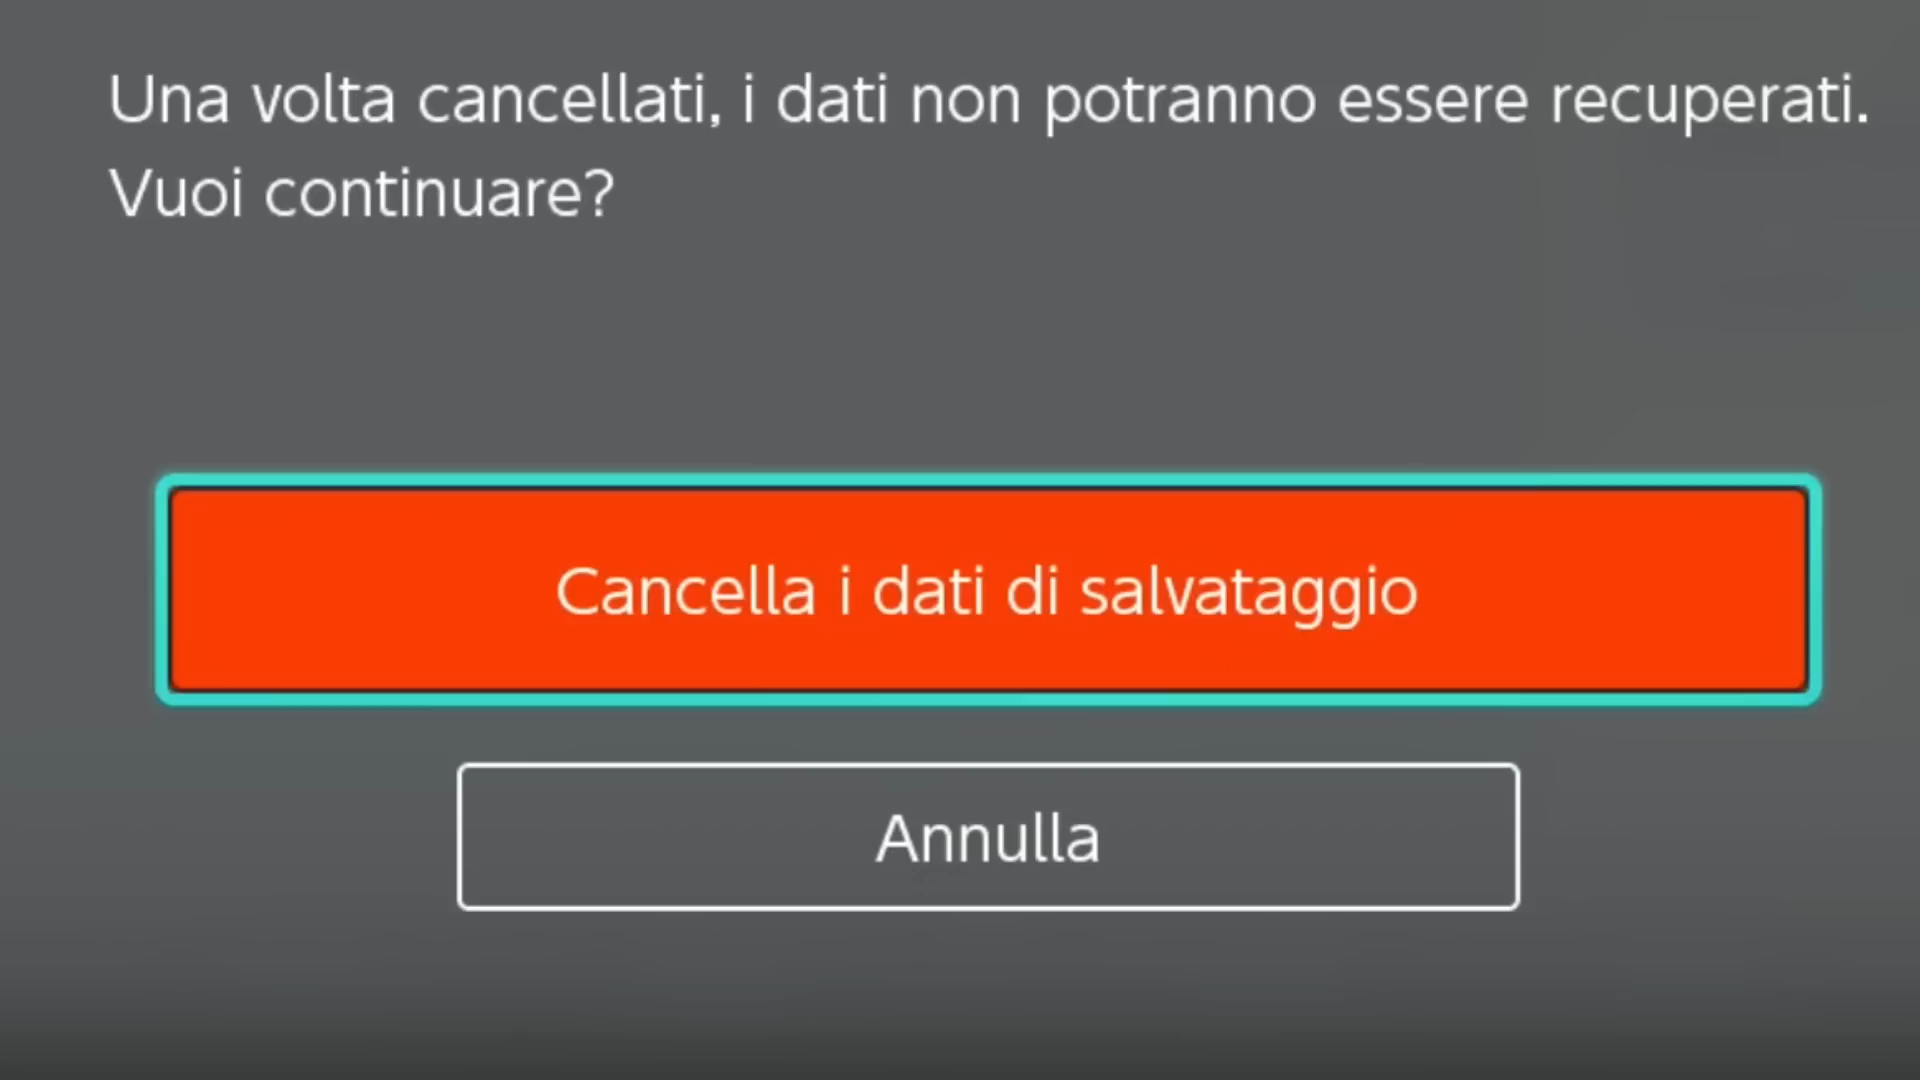 Una volta cancellati, i dati non potranno essere recuperati.
Vuoi continuare?
Cancella i dati di salvataggio
Annulla